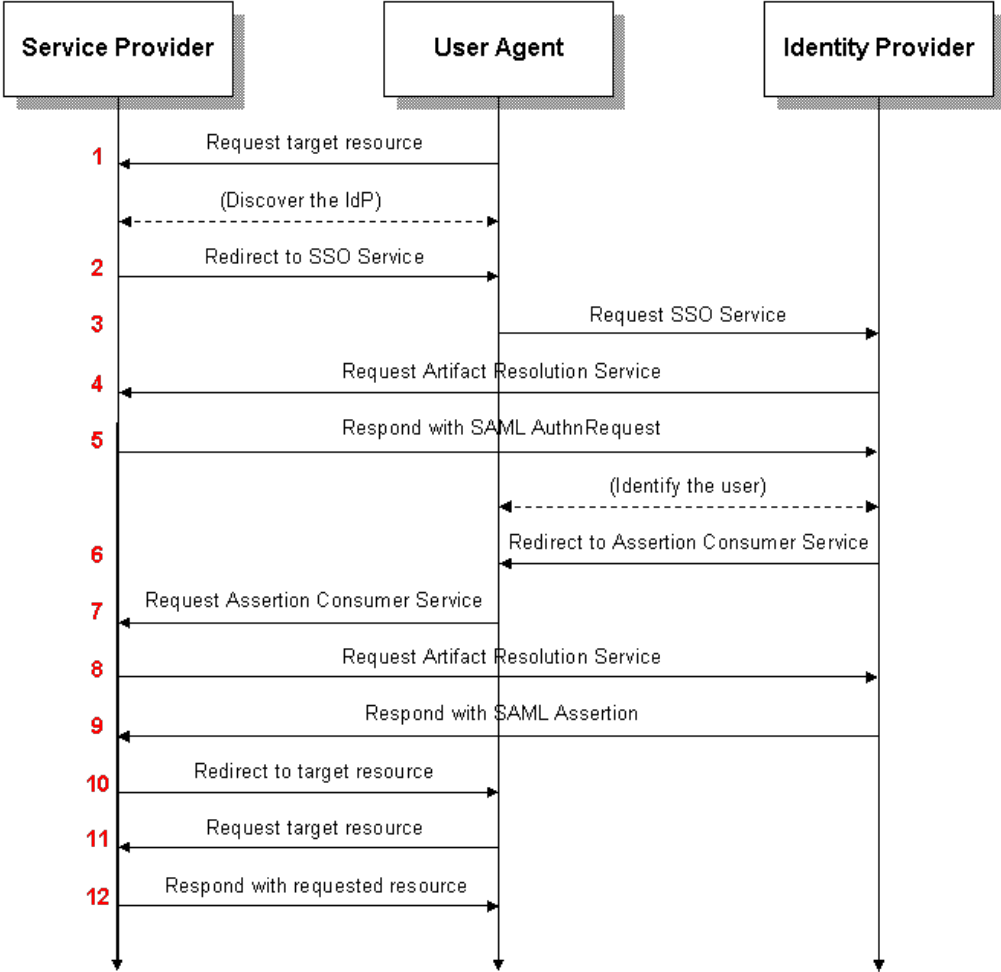 Service Provider
User Agent
Identity Provider
Request target resource
1
(Discover the IdP)
Redirect to SSO Service
2
Request SSO Service
3
Request Artifact Resolution Service
4
Respond with SAML AuthnRequest
5
(Identify the user)
Redirect to Assertion Consumer Service
6
Request Assertion Consumer Service
7
Request Artifact Resolution Service
8
Respond with SAML Assertion
9
Redirect to target resource
10
Request target resource
11
Respond with requested resource
12